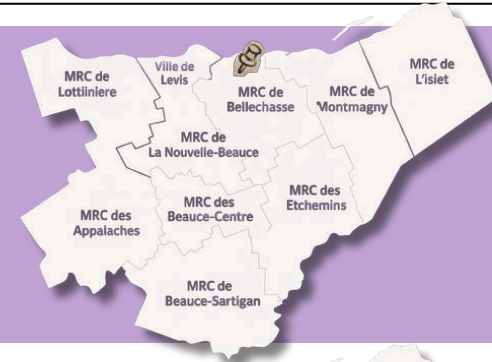 MRC de
Lottiiniere
Ville de
Levis
MRC de
Bellechasse
MRC de
'Montmagny
MRC de
L'isiet
MRC de
La Nouvelle-Beauce
MRC des
Appalaches
MRC des
Beauce-Centre
MRC des
Etchemins
MRC de
Beauce-Sartigan